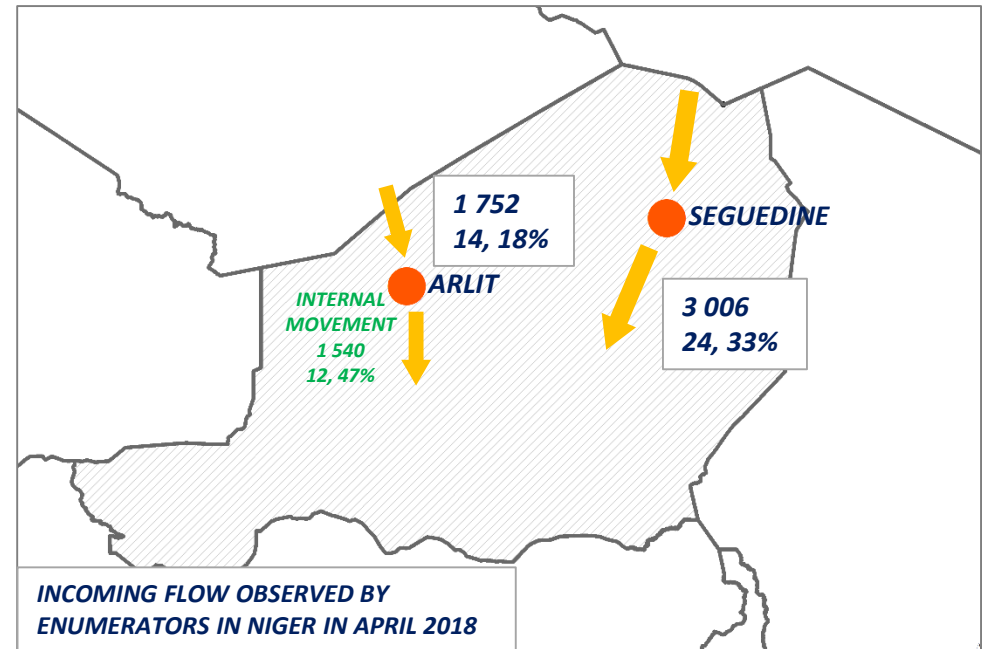 1 752
14, 18%
SEGUEDINE
ARLIT
INTERNAL
MOVEMENT
1 540
12, 47%
3 006
24, 33%
INCOMING FLOW OBSERVED BY
ENUMERATORS IN NIGER IN APRIL 2018